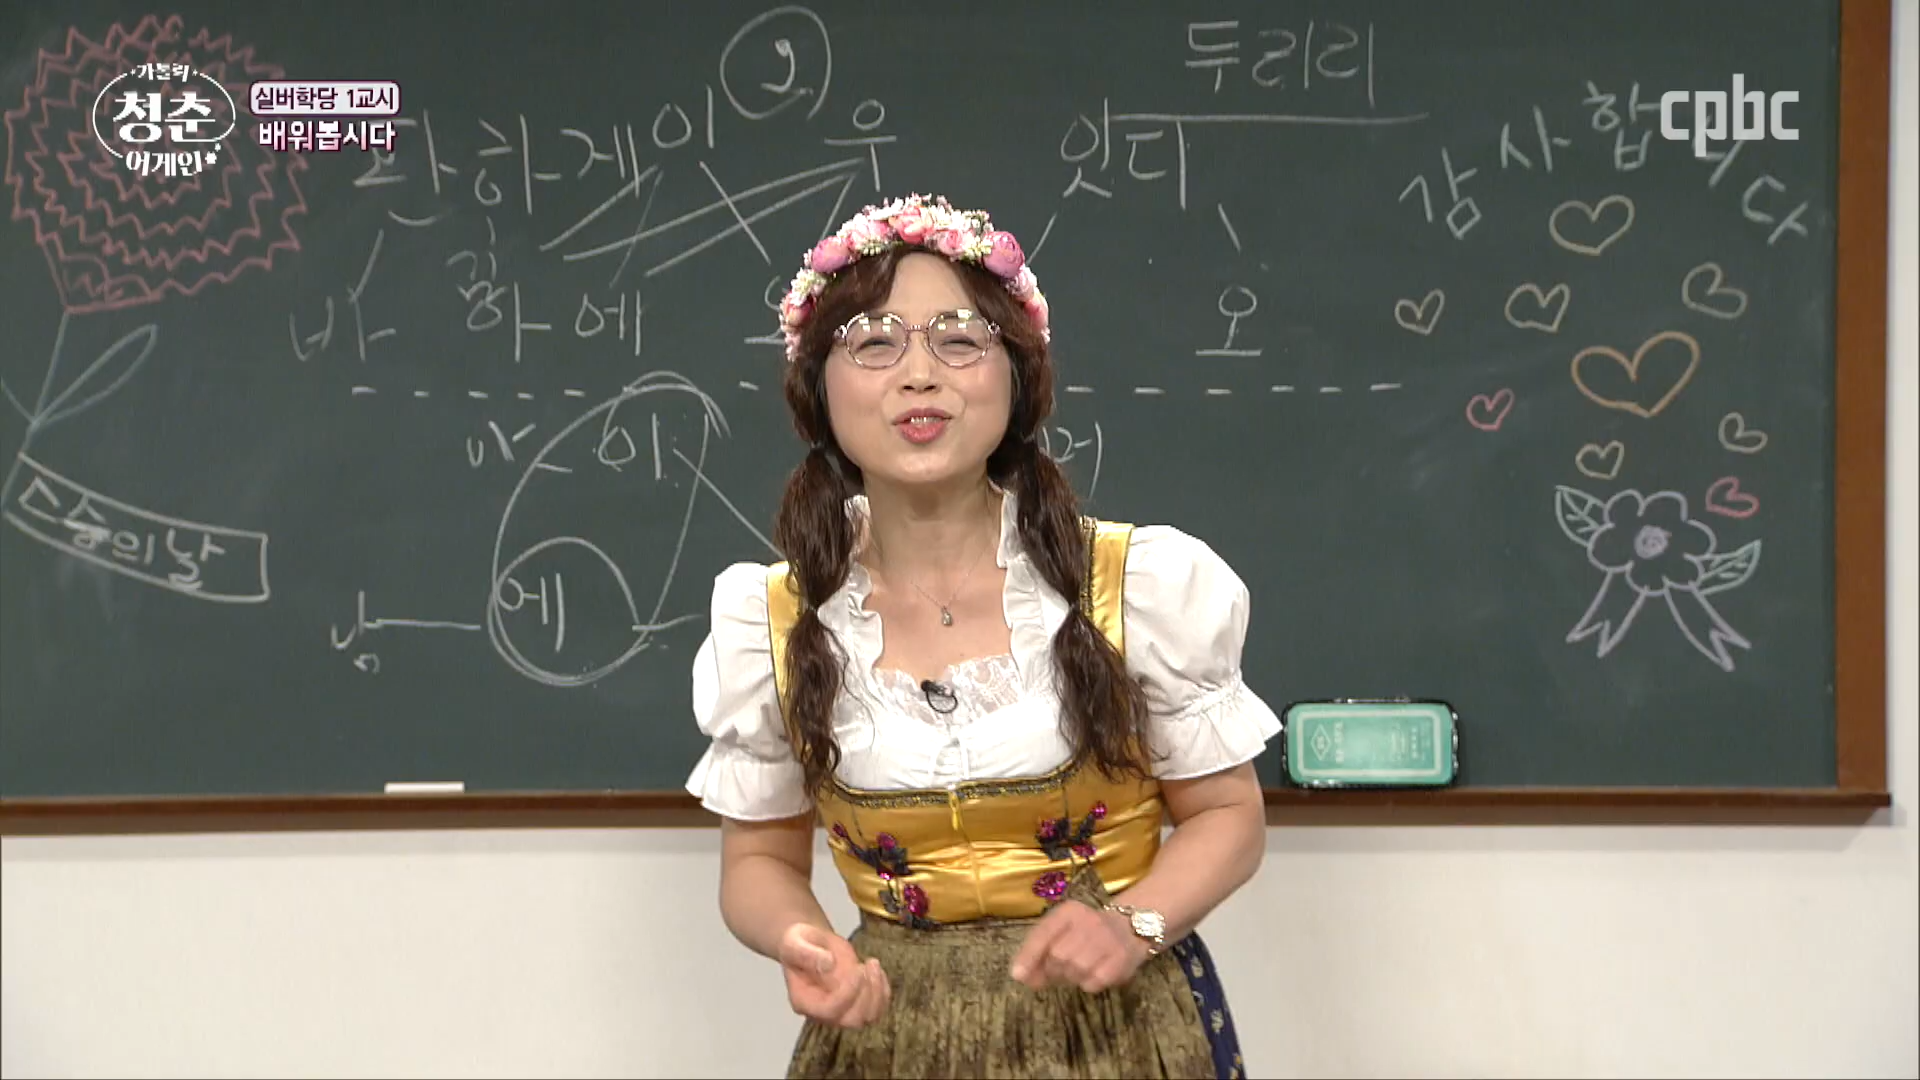 가톨릭
청춘
어게인
실버학당 1교시
배워봅시다
cpbc
두리리
감사합니다
환하게 이 우 잇디
바 하에 오
오
이
에
스승의날